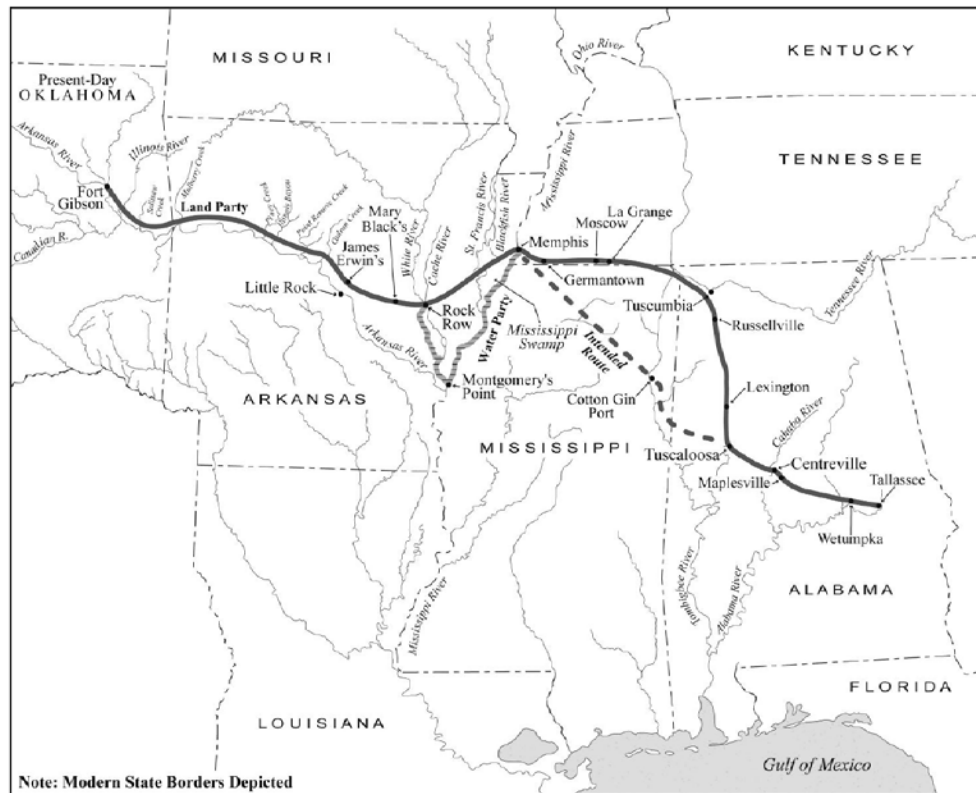 MISSOURI
KENTUCKY
Ohio River
Present-Day
OKLAHOMA
Arkansas River
Illinois River
Mulberry Creek
TENNESSEE
Mississippi River
Fort
Gibson
Land Party
Mary
Black's
White River
Cache River
St. Francis River
Blackfish River
La Grange
Moscow
Memphis
Canadian R.
James
Erwin's
Germantown
Little Rock
Rock
Row
Water Party
Mississippi
Swamp
Intended
Route
Tuscumbia
Tennessee River
Russellville
Arkansas River
Montgomery's
Point
Cotton Gin
Port
Lexington
ARKANSAS
MISSISSIPPI
Cahaba River
Tuscaloosa
Centreville
Maplesville
Tallassee
Wetumpka
Tombigbee River
Alabama River
ALABAMA
Mississippi River
FLORIDA
LOUISIANA
Gulf of Mexico
Note: Modern State Borders Depicted